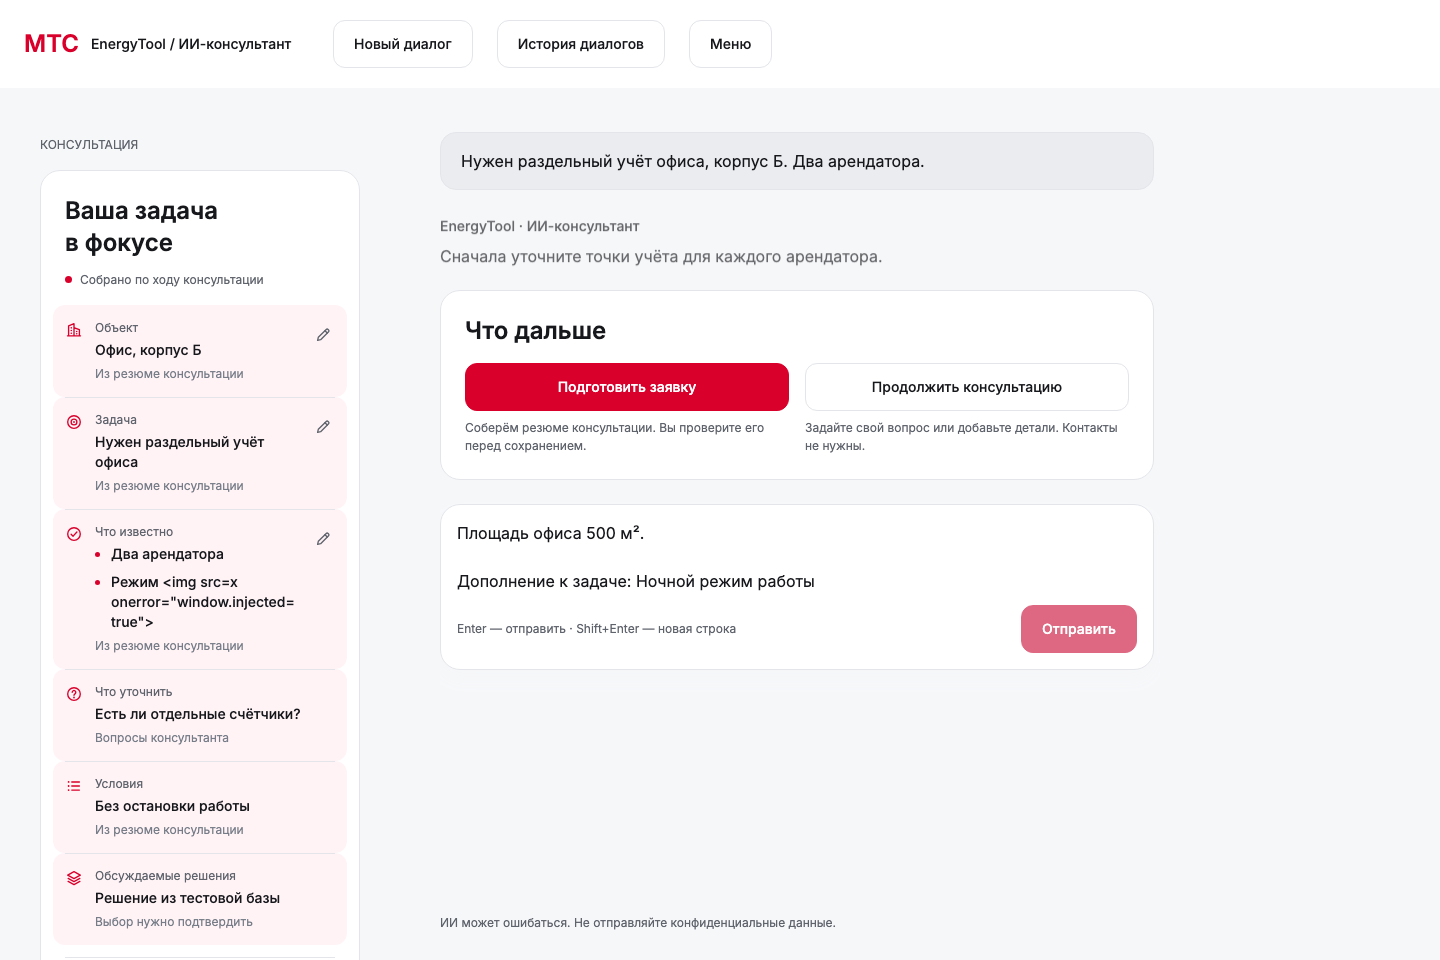 МТС EnergyTool / ИИ-консультант
Новый диалог
История диалогов
Меню
КОНСУЛЬТАЦИЯ
Ваша задача
в фокусе
Собрано по ходу консультации
Объект
Офис, корпус Б
Из резюме консультации
Задача
Нужен раздельный учёт
офиса
Из резюме консультации
Что известно
Два арендатора
Режим <img src=x
onerror="window.injected=
true">
Из резюме консультации
Что уточнить
Есть ли отдельные счётчики?
Вопросы консультанта
Условия
Без остановки работы
Из резюме консультации
Обсуждаемые решения
Решение из тестовой базы
Выбор нужно подтвердить
Нужен раздельный учёт офиса, корпус Б. Два арендатора.
EnergyTool · ИИ-консультант
Сначала уточните точки учёта для каждого арендатора.
Что дальше
Подготовить заявку
Соберём резюме консультации. Вы проверите его
перед сохранением.
Продолжить консультацию
Задайте свой вопрос или добавьте детали. Контакты
не нужны.
Площадь офиса 500 м².
Дополнение к задаче: Ночной режим работы
Enter — отправить · Shift+Enter — новая строка
Отправить
ИИ может ошибаться. Не отправляйте конфиденциальные данные.